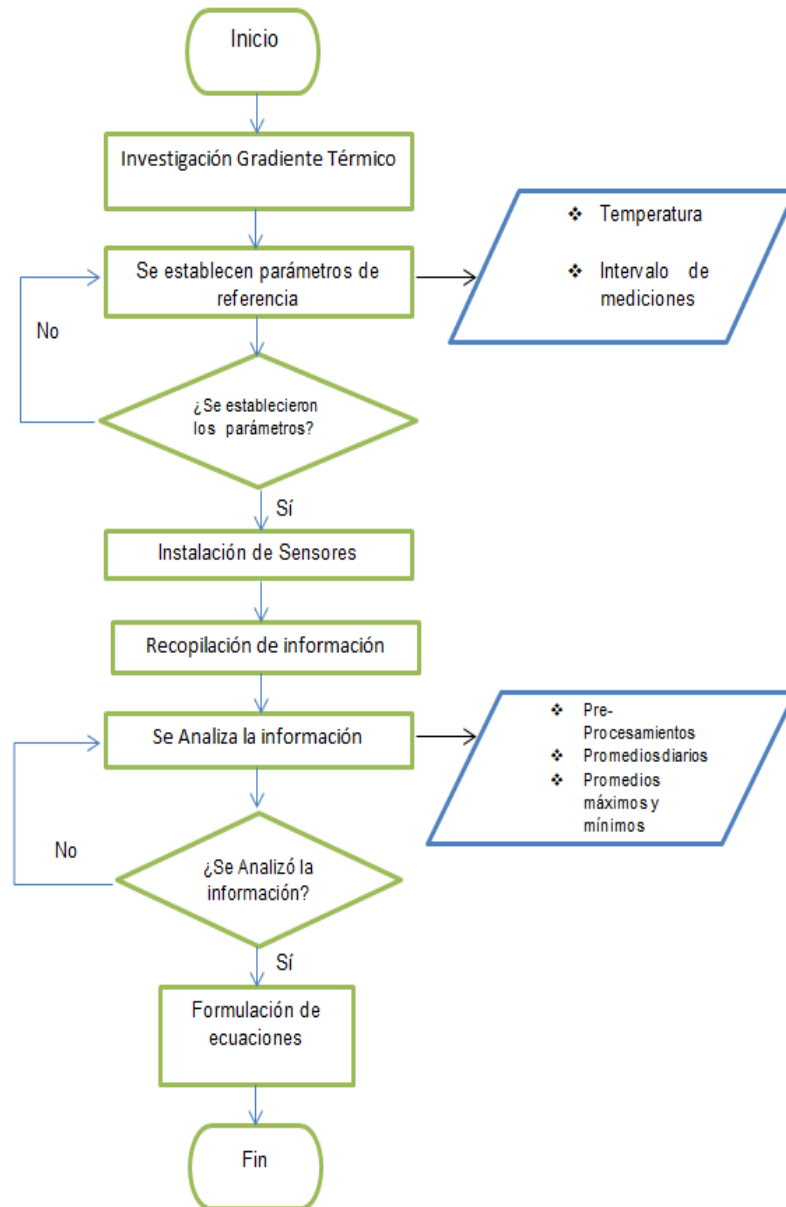 Inicio
Investigación Gradiente Térmico
❖ Temperatura
❖ Intervalo de
mediciones
Se establecen parámetros de
referencia
No
¿Se establecieron
los parámetros?
Sí
Instalación de Sensores
Recopilación de información
❖ Pre-
Procesamientos
❖ Promedios diarios
❖ Promedios
máximos y
mínimos
Se Analiza la información
No
¿Se Analizó la
información?
Sí
Formulación de
ecuaciones
Fin